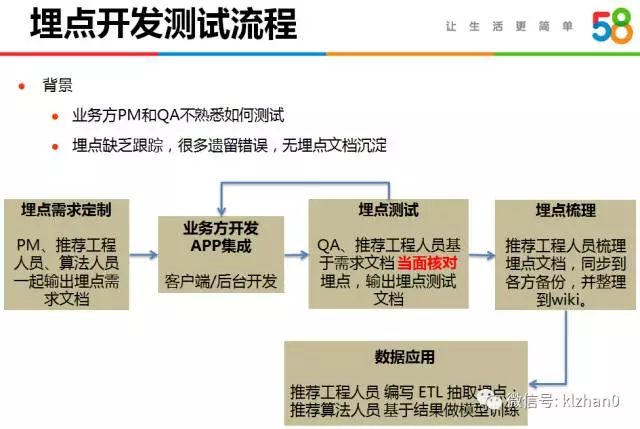 埋点开发测试流程
让生活更简单
58
背景
业务方PM和QA不熟悉如何测试
埋点缺乏跟踪，很多遗留错误，无埋点文档沉淀
埋点需求定制
PM、推荐工程
人员、算法人员
一起输出埋点需
求文档
业务方开发
APP集成
客户端/后台开发
埋点测试
QA、推荐工程人员基
于需求文档 当面核对
埋点，输出埋点测试
文档
埋点梳理
推荐工程人员梳理
埋点文档，同步到
各方备份，并整理
到wiki。
数据应用
推荐工程人员 编写 ETL 抽取埋点；
推荐算法人员 基于结果做模型训练
微信号: klzhan0